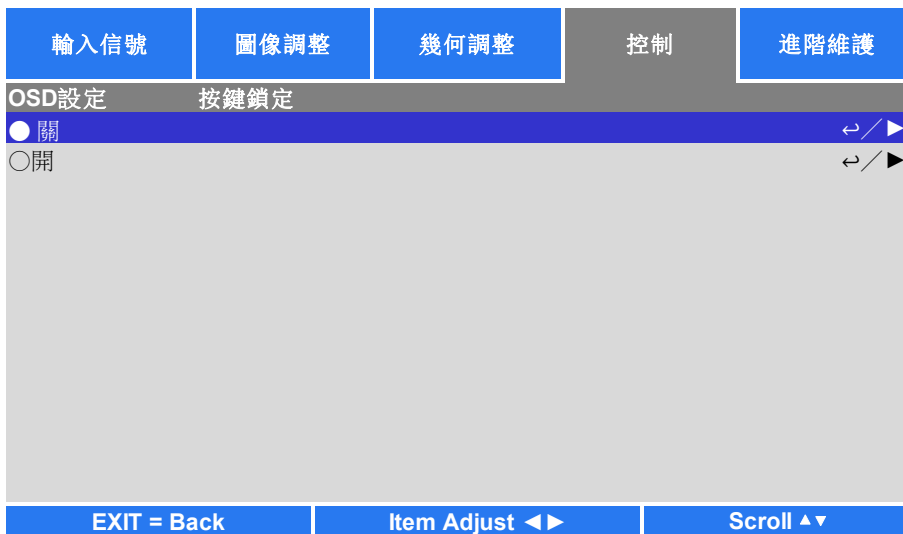 輸入信號 圖像調整 幾何調整 控制 進階維護
OSD設定 按鍵鎖定
● 關 ↩／▶
○開 ↩／▶
EXIT = Back Item Adjust ◀▶ Scroll ▲▼